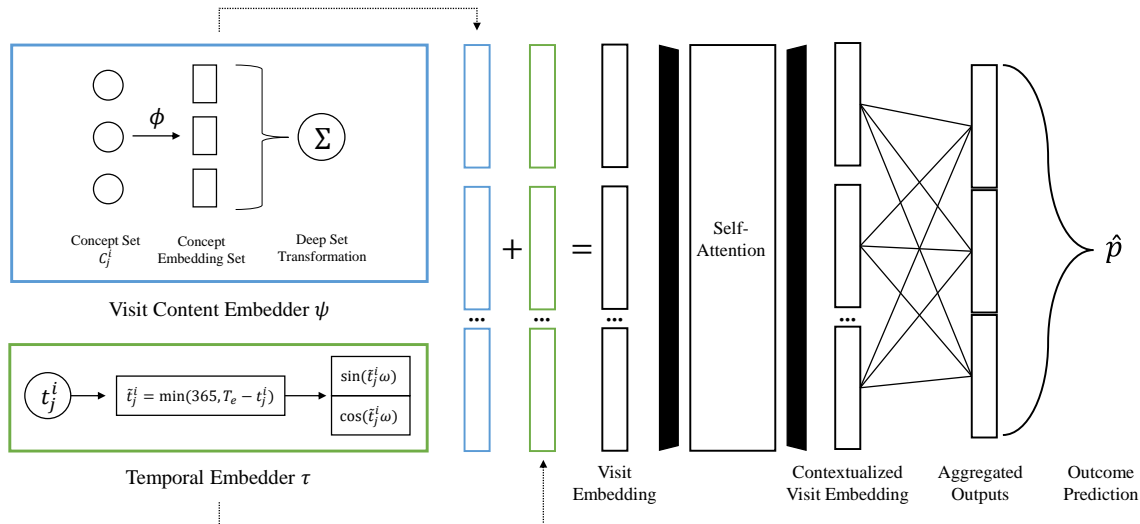 ϕ
Σ
Concept Set
C_j^i
Concept
Embedding Set
Deep Set
Transformation
Visit Content Embedder ψ
t_j^i
t̃_j^i = min(365, T_e − t_j^i)
sin(t̃_j^i ω)
cos(t̃_j^i ω)
Temporal Embedder τ
+
=
...
...
...
...
Self-
Attention
p̂
Visit
Embedding
Contextualized
Visit Embedding
Aggregated
Outputs
Outcome
Prediction